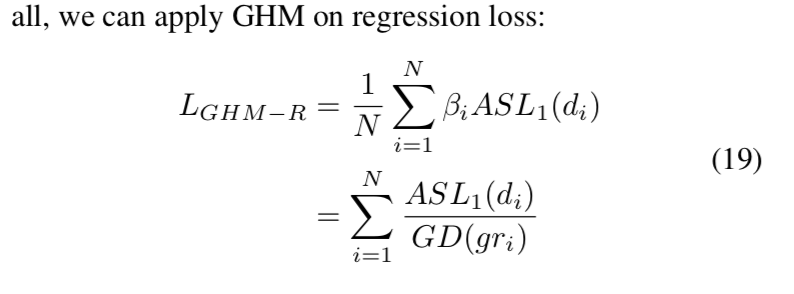 all, we can apply GHM on regression loss:
L_{GHM-R} = \frac{1}{N} \sum_{i=1}^{N} \beta_i ASL_1(d_i)
= \sum_{i=1}^{N} \frac{ASL_1(d_i)}{GD(gr_i)}
(19)